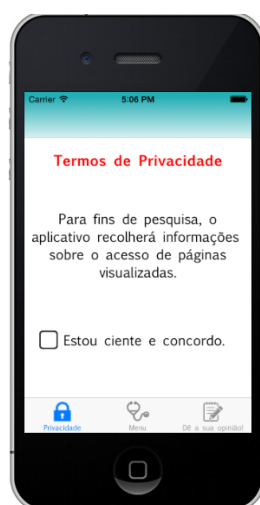 Carrier 5:06 PM
Termos de Privacidade
Para fins de pesquisa, o
aplicativo recolherá informações
sobre o acesso de páginas
visualizadas.
Estou ciente e concordo.
Privacidade Menu Dê a sua opinião!